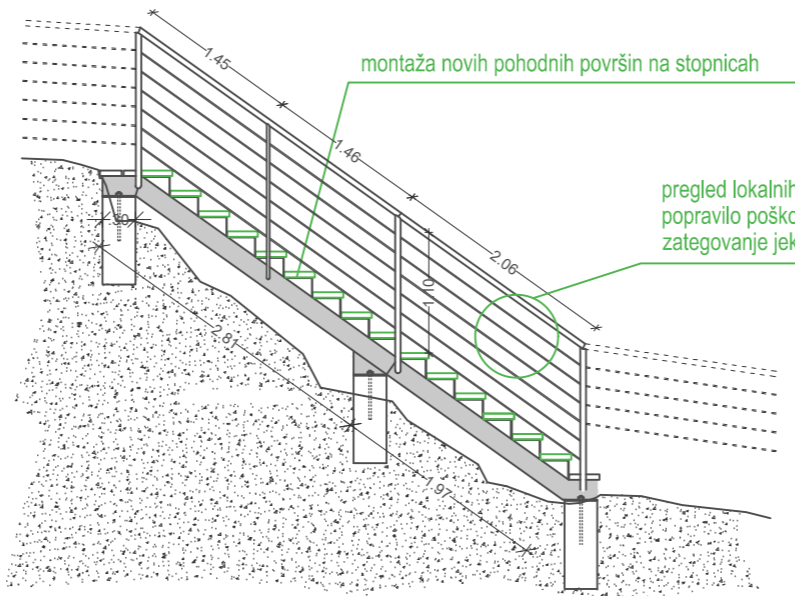 1.45
montaža novih pohodnih površin na stopnicah
1.46
pregled lokalnih
popravilo poško
zategovanje jek
2.06
1.10
30
2.81
1.97